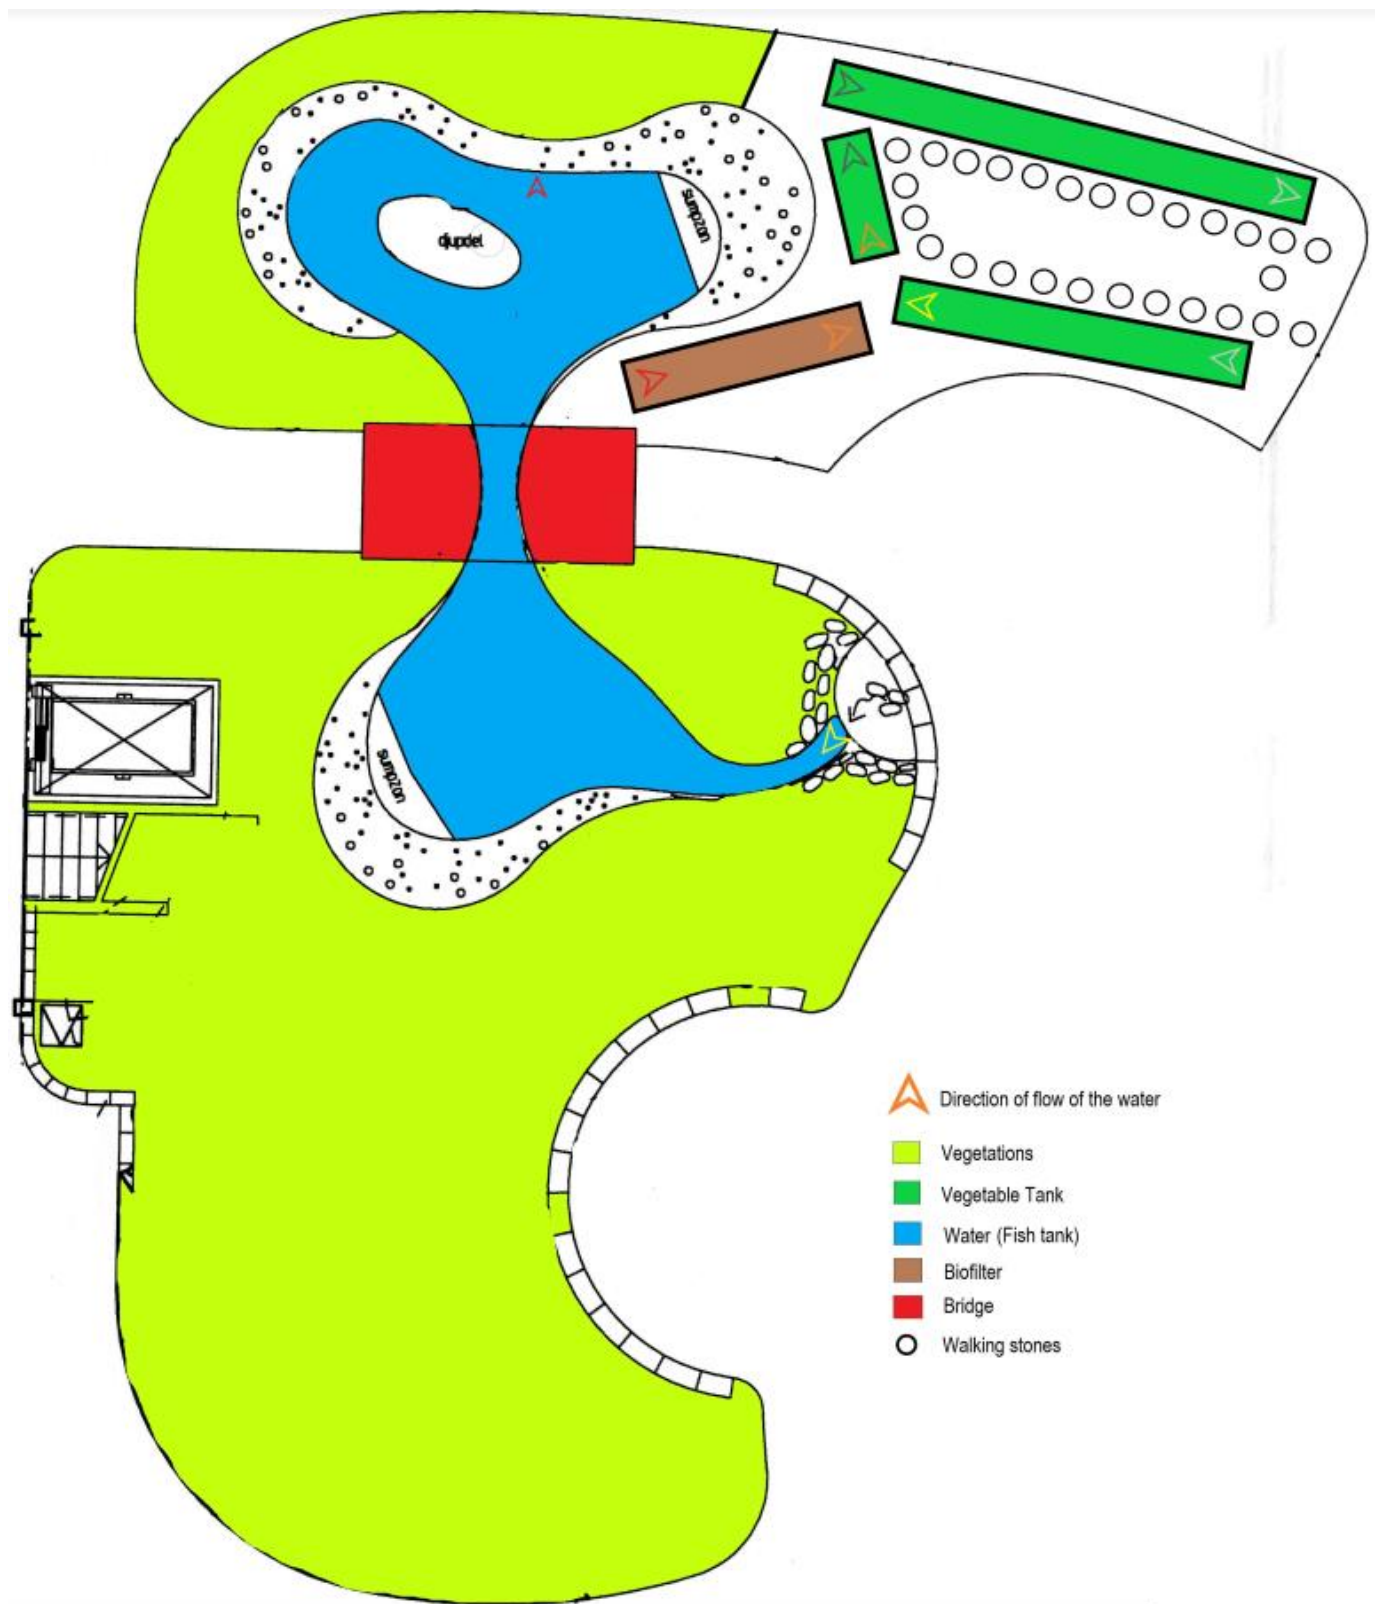 djupdel
sumpzon
sumpzon
Direction of flow of the water
Vegetations
Vegetable Tank
Water (Fish tank)
Biofilter
Bridge
Walking stones